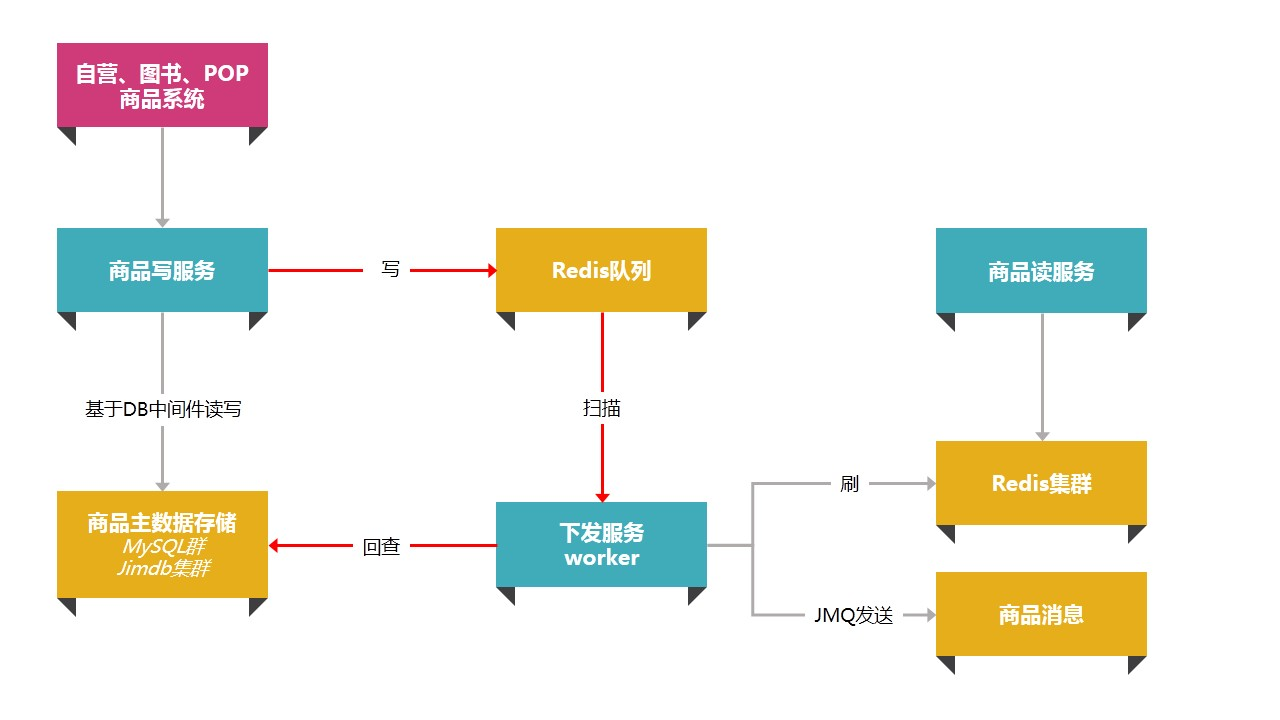 自营、图书、POP
商品系统
商品写服务
写
Redis队列
商品读服务
基于DB中间件读写
扫描
商品主数据存储
MySQL群
Jimdb集群
回查
下发服务
worker
刷
Redis集群
JMQ发送
商品消息